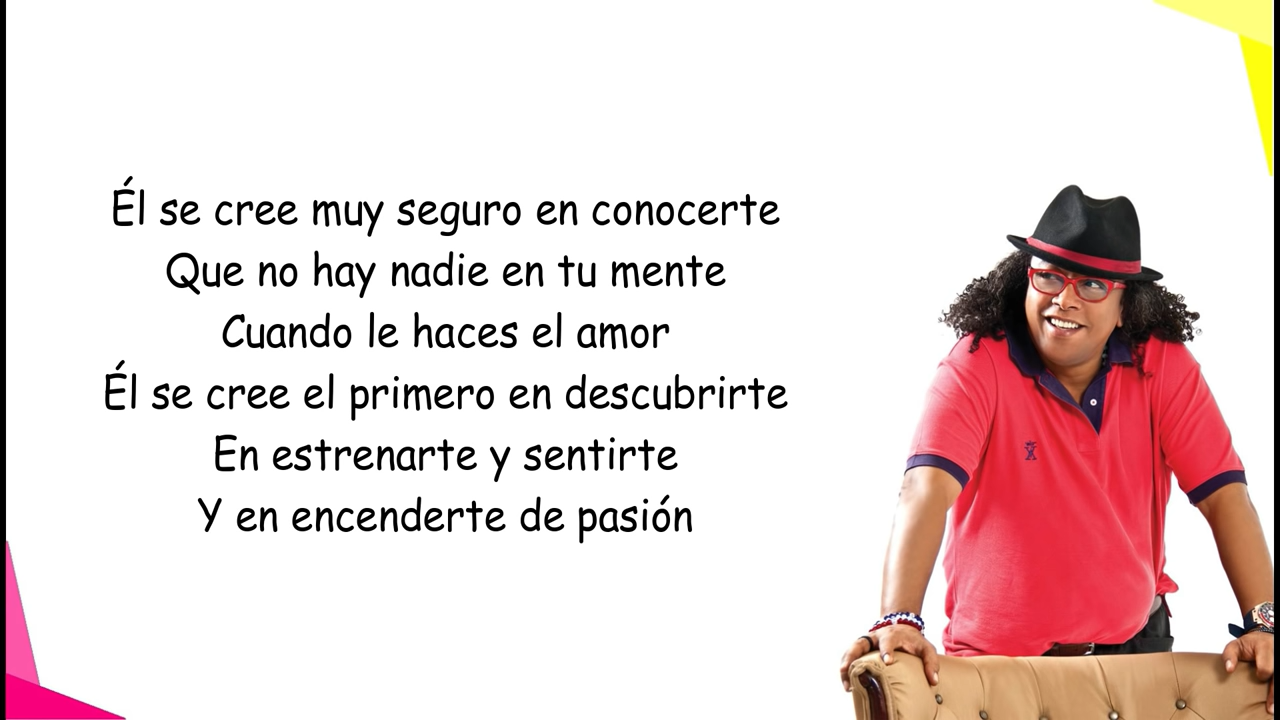 Él se cree muy seguro en conocerte
Que no hay nadie en tu mente
Cuando le haces el amor
Él se cree el primero en descubrirte
En estrenarte y sentirte
Y en encenderte de pasión